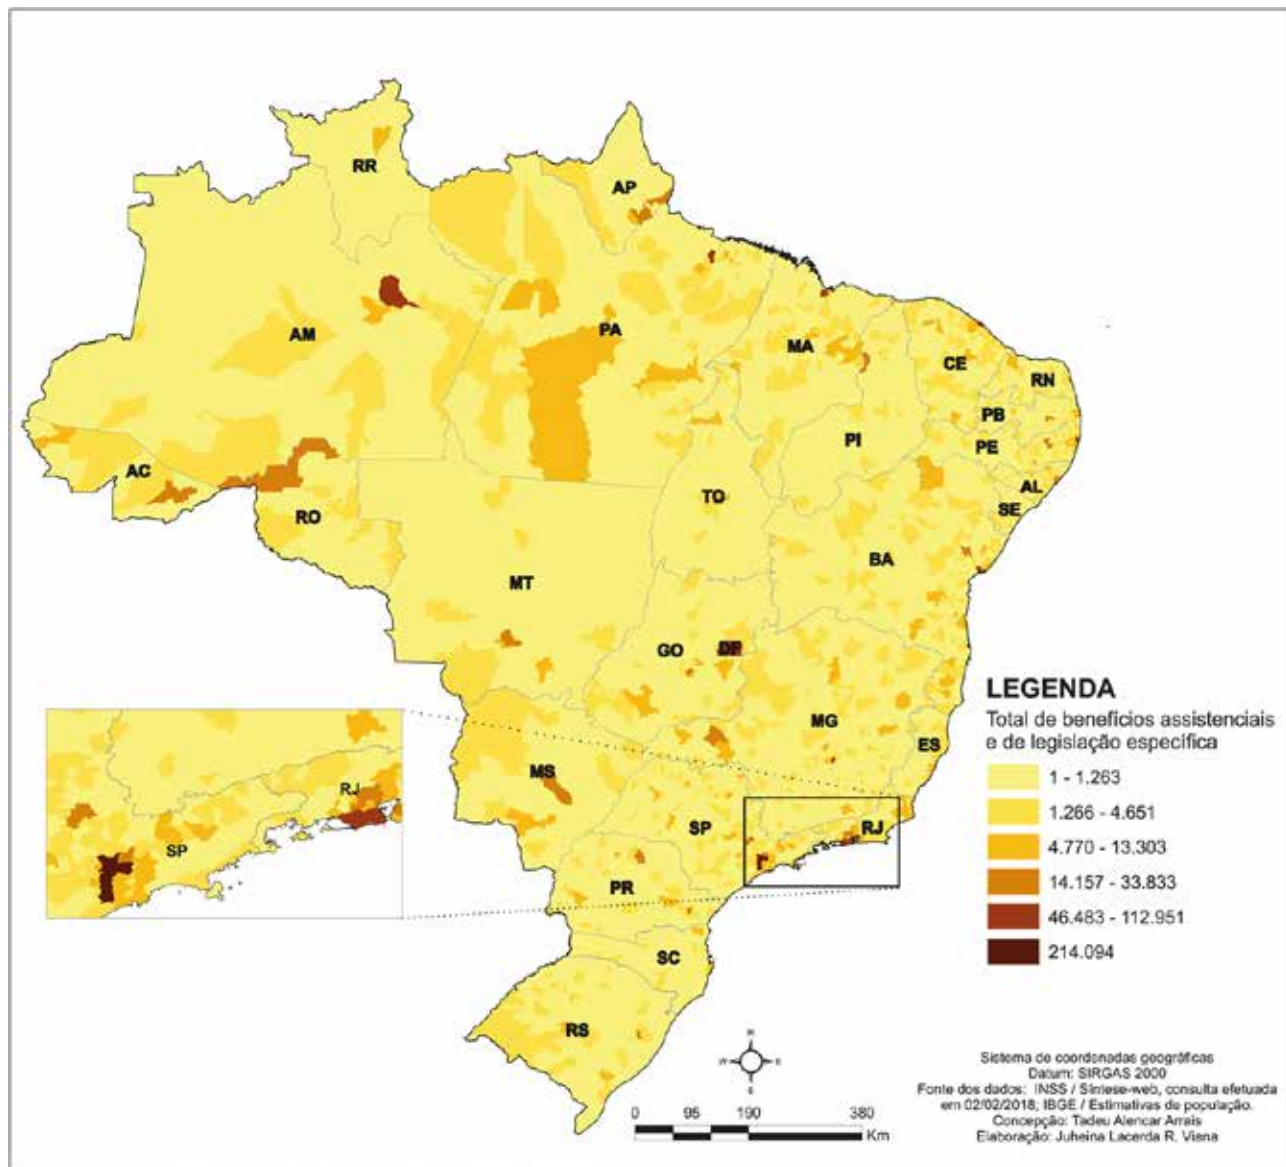 RR
AP
AM
PA
MA
CE
RN
PB
PE
PI
AC
AL
TO
SE
RO
BA
MT
GO
DF
LEGENDA
Total de benefícios assistenciais
e de legislação específica
MG
ES
1 - 1.263
MS
RJ
1.266 - 4.651
SP
RJ
SP
4.770 - 13.303
PR
14.157 - 33.833
46.483 - 112.951
SC
214.094
RS
N
W
E
S
Sistema de coordenadas geográficas
Datum: SIRGAS 2000
Fonte dos dados: INSS / Síntese-web, consulta efetuada
em 02/02/2018; IBGE / Estimativas de população.
Concepção: Tadeu Alencar Arrais
Elaboração: Juheina Lacerda R. Viana
0 95 190 380
Km